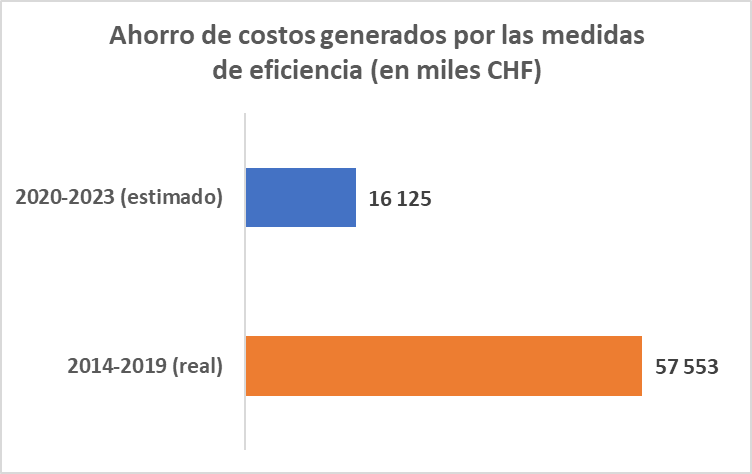 Ahorro de costos generados por las medidas
de eficiencia (en miles CHF)
2020-2023 (estimado)
16 125
2014-2019 (real)
57 553